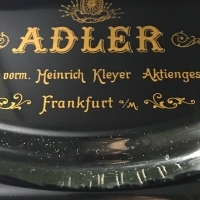 ADLER
vorm. Heinrich Kleyer Aktienges
Frankfurt a/M